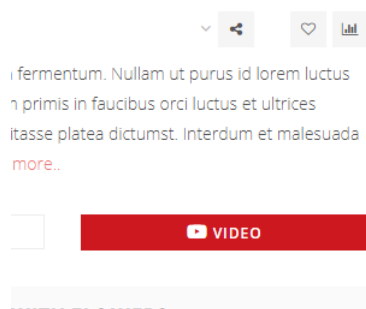 fermentum. Nullam ut purus id lorem luctus
primis in faucibus orci luctus et ultrices
itasse platea dictumst. Interdum et malesuada
more..
VIDEO